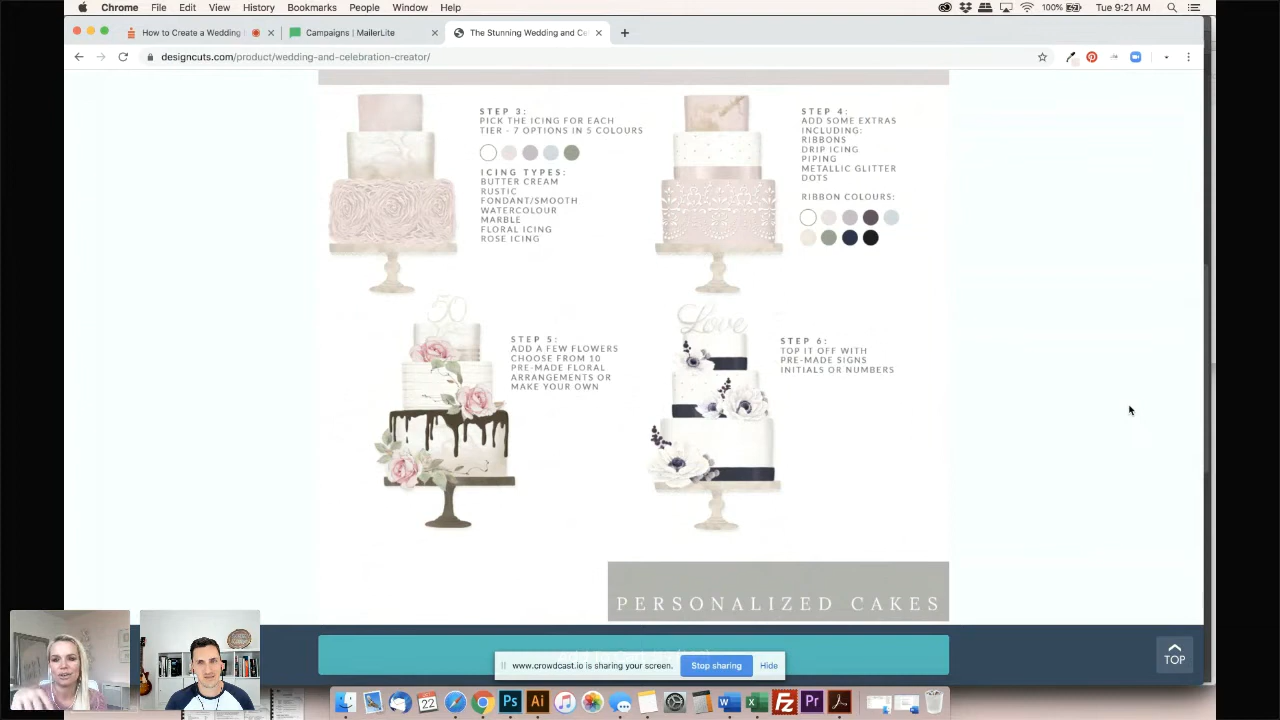 Chrome File Edit View History Bookmarks People Window Help
100% Tue 9:21 AM
How to Create a Wedding
Campaigns | MailerLite
The Stunning Wedding and Ce
designcuts.com/product/wedding-and-celebration-creator/
STEP 3:
PICK THE ICING FOR EACH
TIER - 7 OPTIONS IN 5 COLOURS
ICING TYPES:
BUTTER CREAM
RUSTIC
FONDANT/SMOOTH
WATERCOLOUR
MARBLE
FLORAL ICING
ROSE ICING
STEP 4:
ADD SOME EXTRAS
INCLUDING:
RIBBONS
DRIP ICING
PIPING
METALLIC GLITTER
DOTS
RIBBON COLOURS:
50
STEP 5:
ADD A FEW FLOWERS
CHOOSE FROM 10
PRE-MADE FLORAL
ARRANGEMENTS OR
MAKE YOUR OWN
Love
STEP 6:
TOP IT OFF WITH
PRE-MADE SIGNS
INITIALS OR NUMBERS
PERSONALIZED CAKES
TOP
www.crowdcast.io is sharing your screen. Stop sharing Hide
22
Ps
Ai
W
X
Fz
Pr